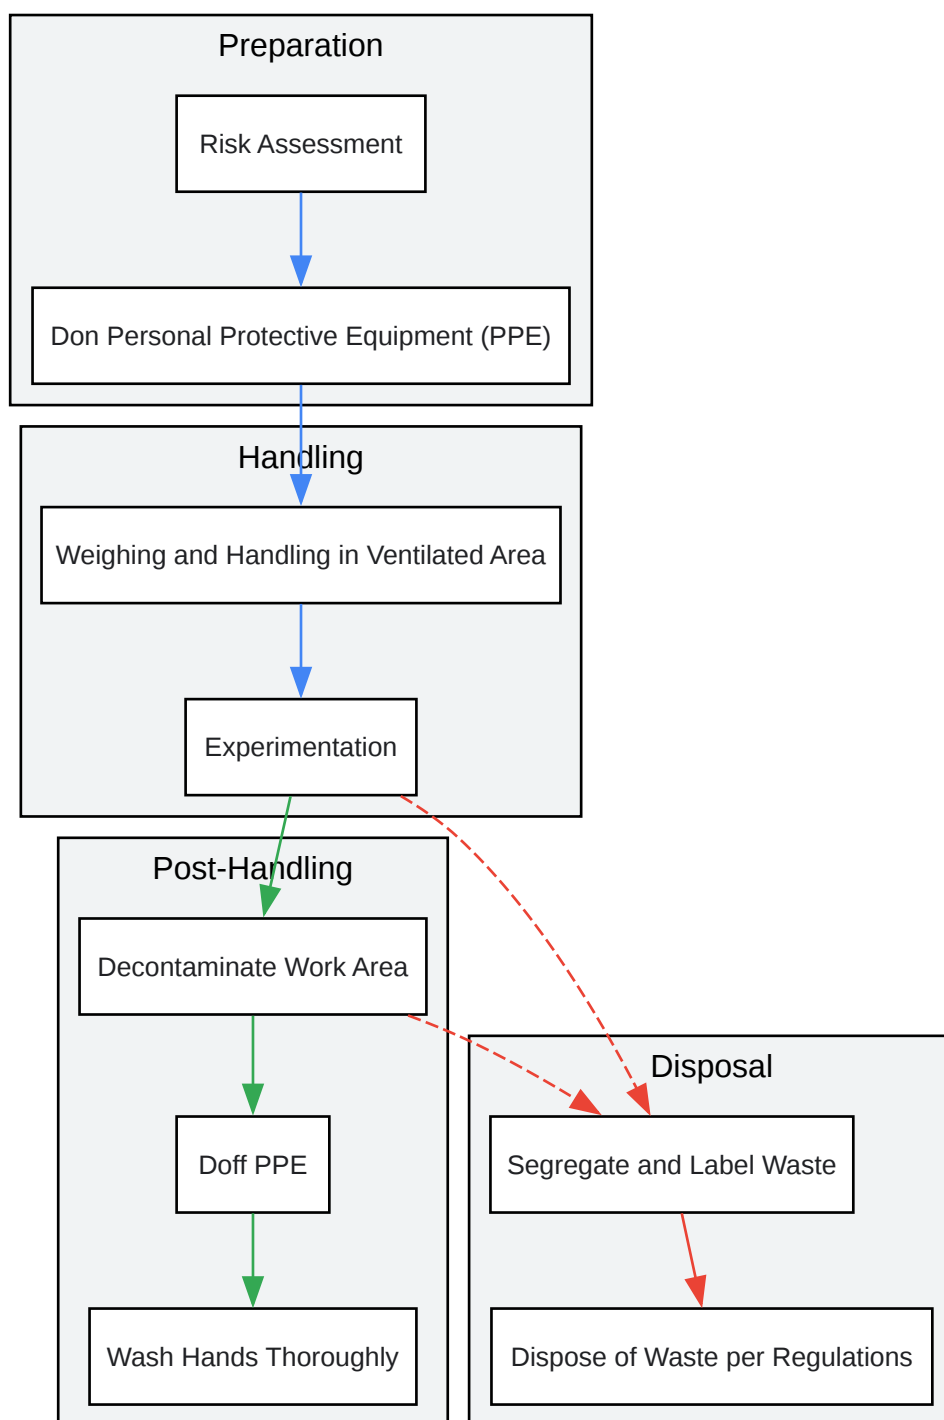 Preparation
Risk Assessment
Don Personal Protective Equipment (PPE)
Handling
Weighing and Handling in Ventilated Area
Experimentation
Post-Handling
Decontaminate Work Area
Disposal
Doff PPE
Segregate and Label Waste
Wash Hands Thoroughly
Dispose of Waste per Regulations